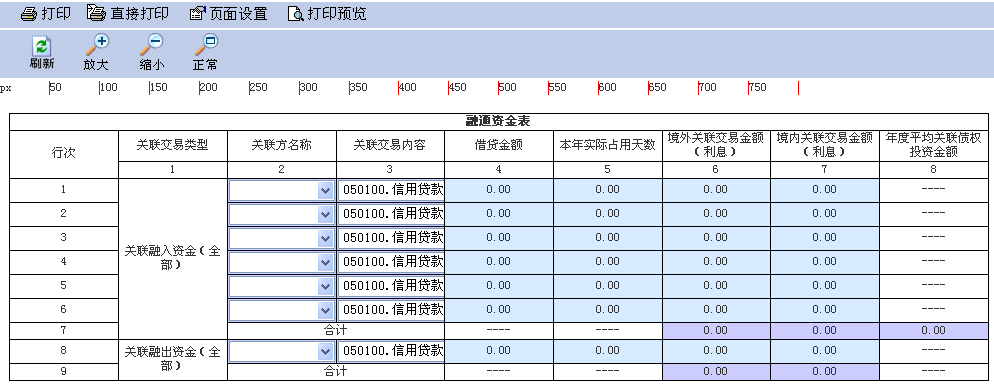 打印 直接打印 页面设置 打印预览
刷新 放大 缩小 正常
px 50 100 150 200 250 300 350 400 450 500 550 600 650 700 750
融通资金表
行次 关联交易类型 关联方名称 关联交易内容 借贷金额 本年实际占用天数 境外关联交易金额(利息) 境内关联交易金额(利息) 年度平均关联债权投资金额
1 2 3 4 5 6 7 8
1 050100.信用贷款 0.00 0.00 0.00 0.00 ----
2 050100.信用贷款 0.00 0.00 0.00 0.00 ----
3 050100.信用贷款 0.00 0.00 0.00 0.00 ----
关联融入资金(全部)
4 050100.信用贷款 0.00 0.00 0.00 0.00 ----
5 050100.信用贷款 0.00 0.00 0.00 0.00 ----
6 050100.信用贷款 0.00 0.00 0.00 0.00 ----
7 合计 ---- ---- 0.00 0.00 0.00
8 关联融出资金(全部) 050100.信用贷款 0.00 0.00 0.00 0.00 ----
9 合计 ---- ---- 0.00 0.00 ----